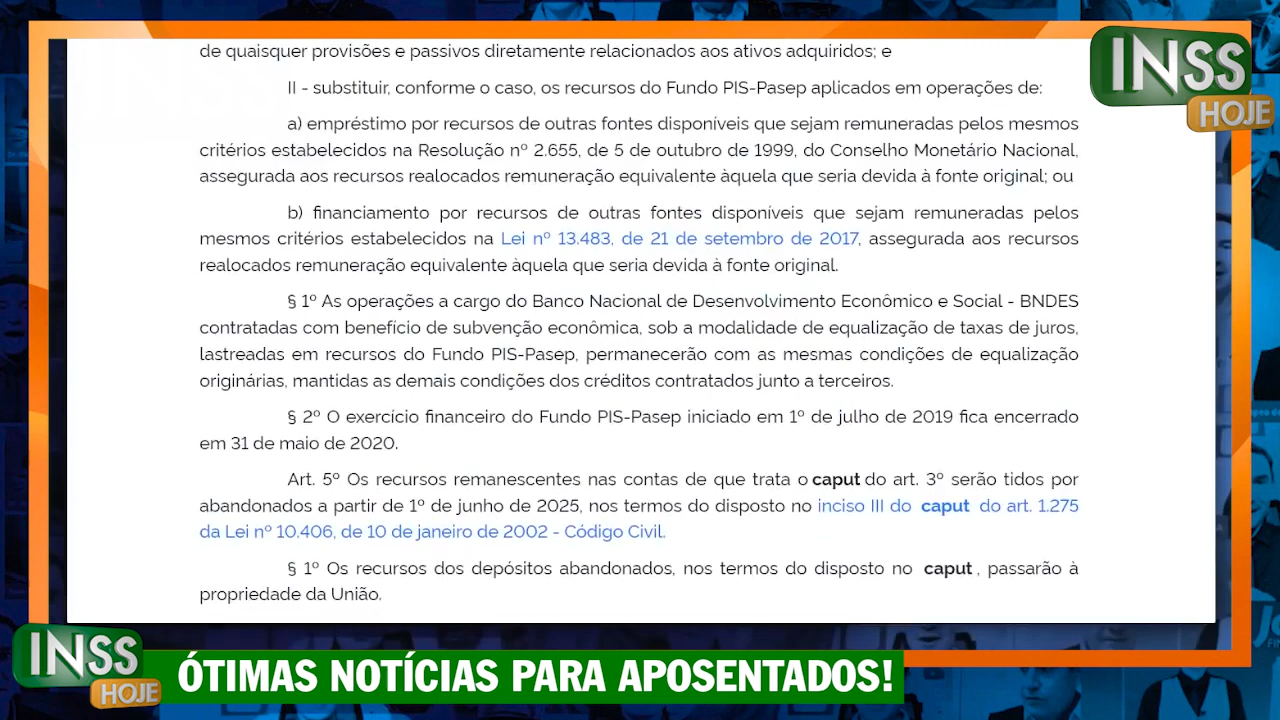 de quaisquer provisões e passivos diretamente relacionados aos ativos adquiridos; e
INSS
HOJE
II - substituir, conforme o caso, os recursos do Fundo PIS-Pasep aplicados em operações de:
a) empréstimo por recursos de outras fontes disponíveis que sejam remuneradas pelos mesmos
critérios estabelecidos na Resolução nº 2.655, de 5 de outubro de 1999, do Conselho Monetário Nacional,
assegurada aos recursos realocados remuneração equivalente àquela que seria devida à fonte original; ou
b) financiamento por recursos de outras fontes disponíveis que sejam remuneradas pelos
mesmos critérios estabelecidos na Lei nº 13.483, de 21 de setembro de 2017, assegurada aos recursos
realocados remuneração equivalente àquela que seria devida à fonte original.
§ 1º As operações a cargo do Banco Nacional de Desenvolvimento Econômico e Social - BNDES
contratadas com benefício de subvenção econômica, sob a modalidade de equalização de taxas de juros,
lastreadas em recursos do Fundo PIS-Pasep, permanecerão com as mesmas condições de equalização
originárias, mantidas as demais condições dos créditos contratados junto a terceiros.
§ 2º O exercício financeiro do Fundo PIS-Pasep iniciado em 1º de julho de 2019 fica encerrado
em 31 de maio de 2020.
Art. 5º Os recursos remanescentes nas contas de que trata o caput do art. 3º serão tidos por
abandonados a partir de 1º de junho de 2025, nos termos do disposto no inciso III do caput do art. 1.275
da Lei nº 10.406, de 10 de janeiro de 2002 - Código Civil.
§ 1º Os recursos dos depósitos abandonados, nos termos do disposto no caput , passarão à
propriedade da União.
INSS
HOJE
ÓTIMAS NOTÍCIAS PARA APOSENTADOS!